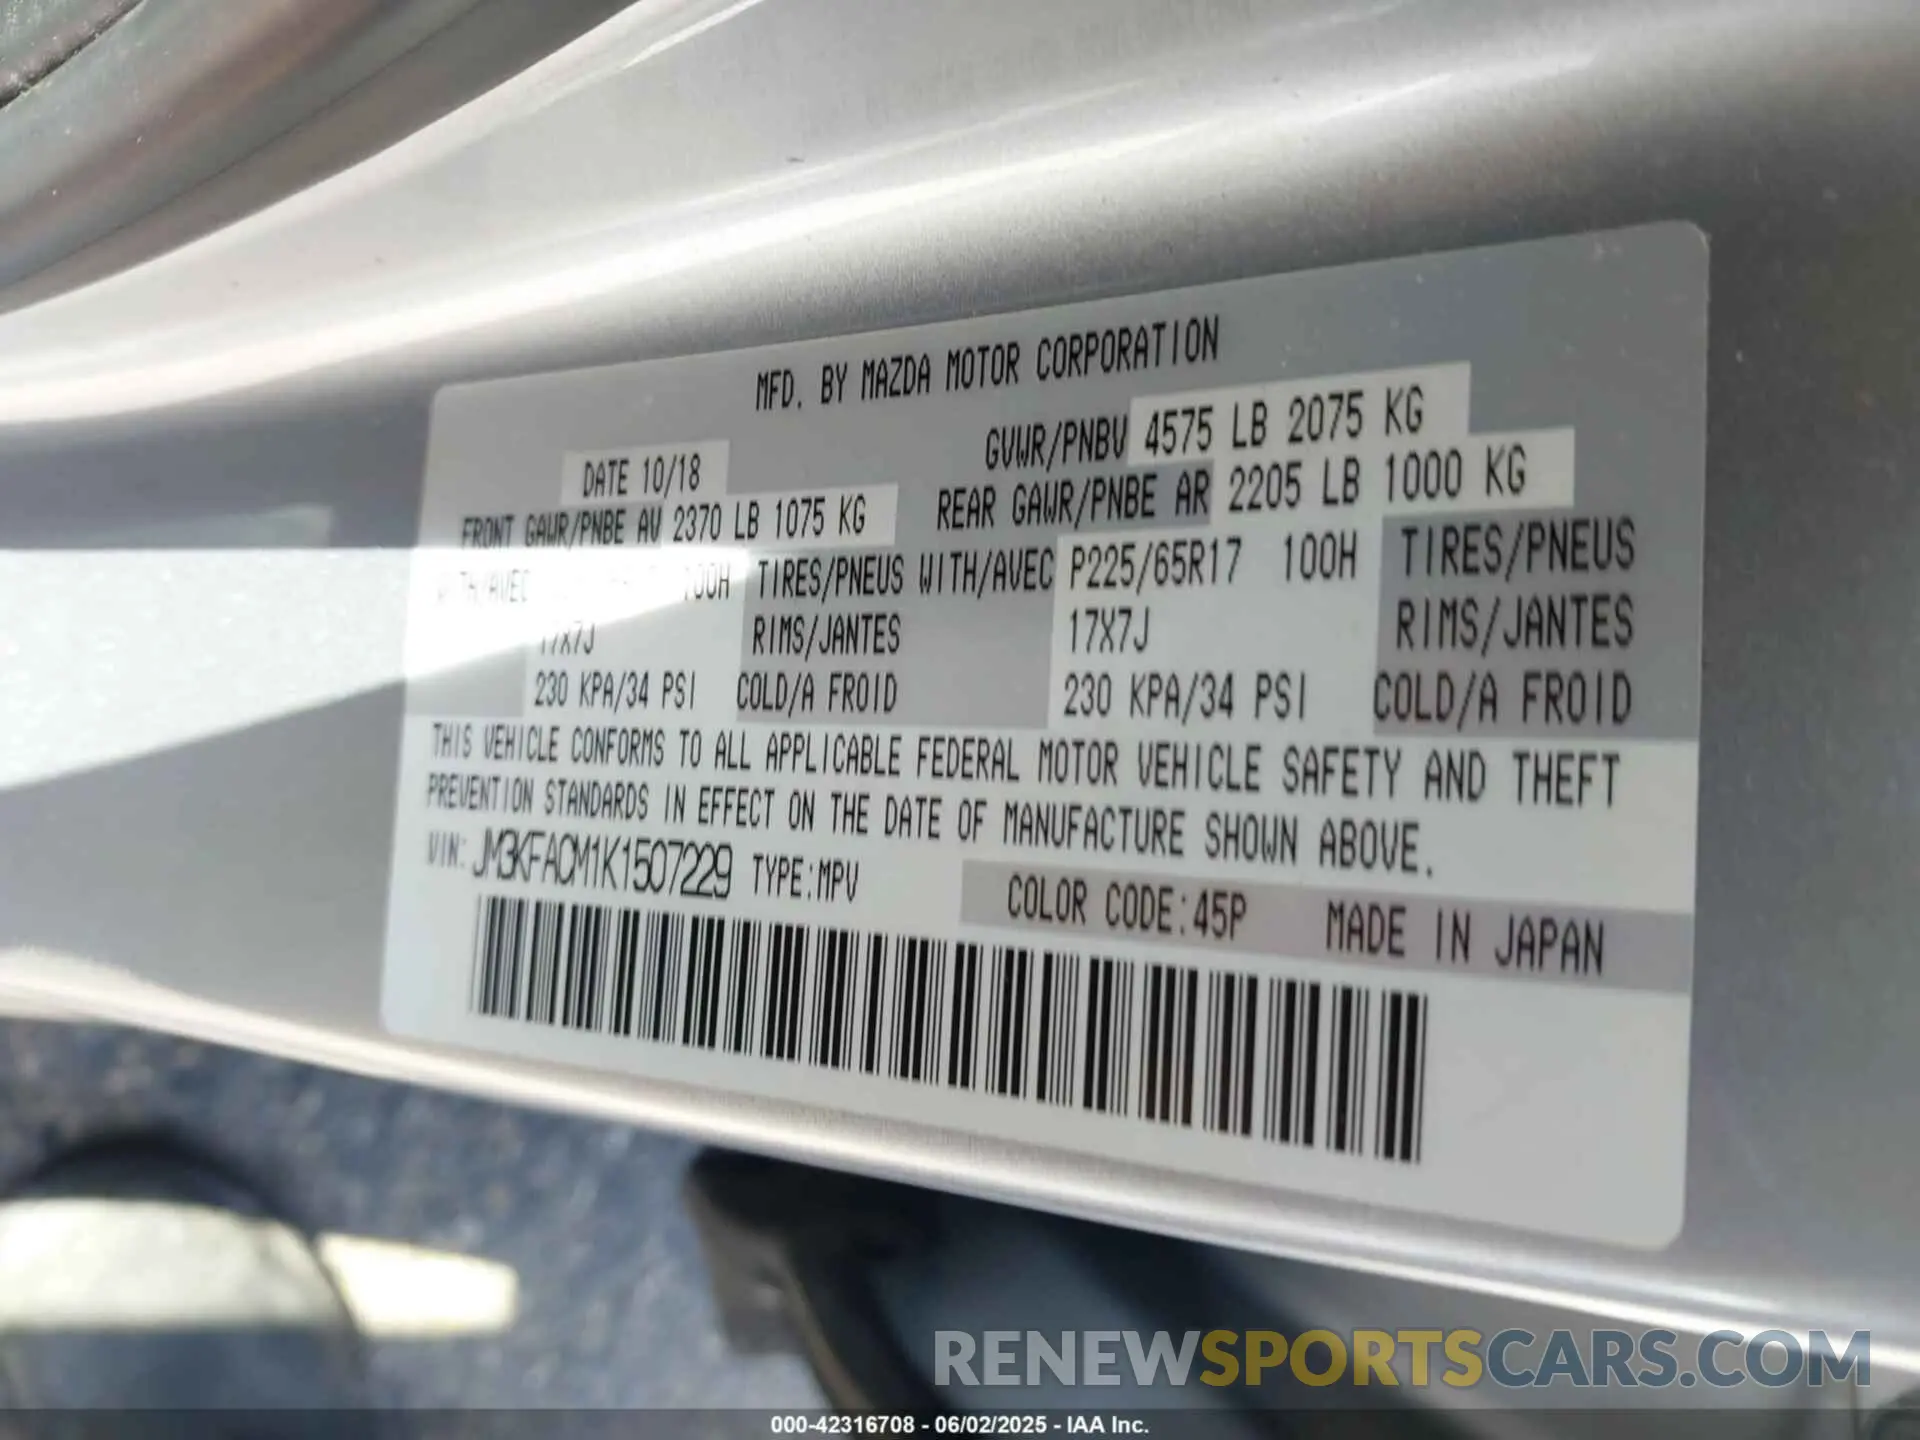 MFD. BY MAZDA MOTOR CORPORATION
DATE 10/18 GVWR/PNBV 4575 LB 2075 KG
FRONT GAWR/PNBE AV 2370 LB 1075 KG REAR GAWR/PNBE AR 2205 LB 1000 KG
WITH/AVEC 100H TIRES/PNEUS WITH/AVEC P225/65R17 100H TIRES/PNEUS
17X7J RIMS/JANTES 17X7J RIMS/JANTES
230 KPA/34 PSI COLD/A FROID 230 KPA/34 PSI COLD/A FROID
THIS VEHICLE CONFORMS TO ALL APPLICABLE FEDERAL MOTOR VEHICLE SAFETY AND THEFT
PREVENTION STANDARDS IN EFFECT ON THE DATE OF MANUFACTURE SHOWN ABOVE.
VIN: JM3KFACM1K1507229 TYPE:MPV COLOR CODE:45P MADE IN JAPAN
RENEWSPORTSCARS.COM
000-42316708 - 06/02/2025 - IAA Inc.